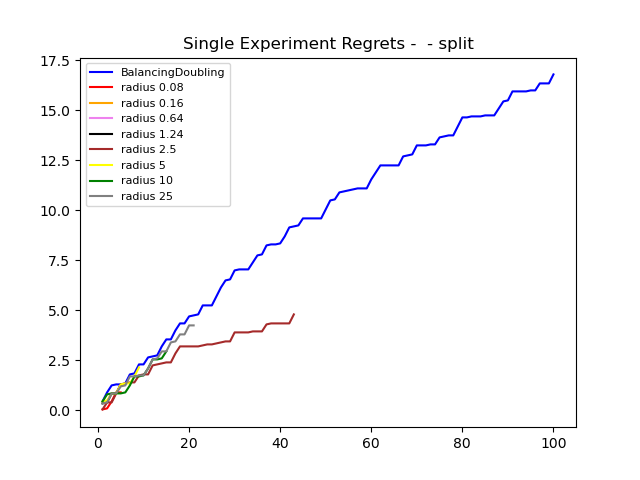 Single Experiment Regrets -  - split
17.5
15.0
12.5
10.0
7.5
5.0
2.5
0.0
BalancingDoubling
radius 0.08
radius 0.16
radius 0.64
radius 1.24
radius 2.5
radius 5
radius 10
radius 25
0 20 40 60 80 100